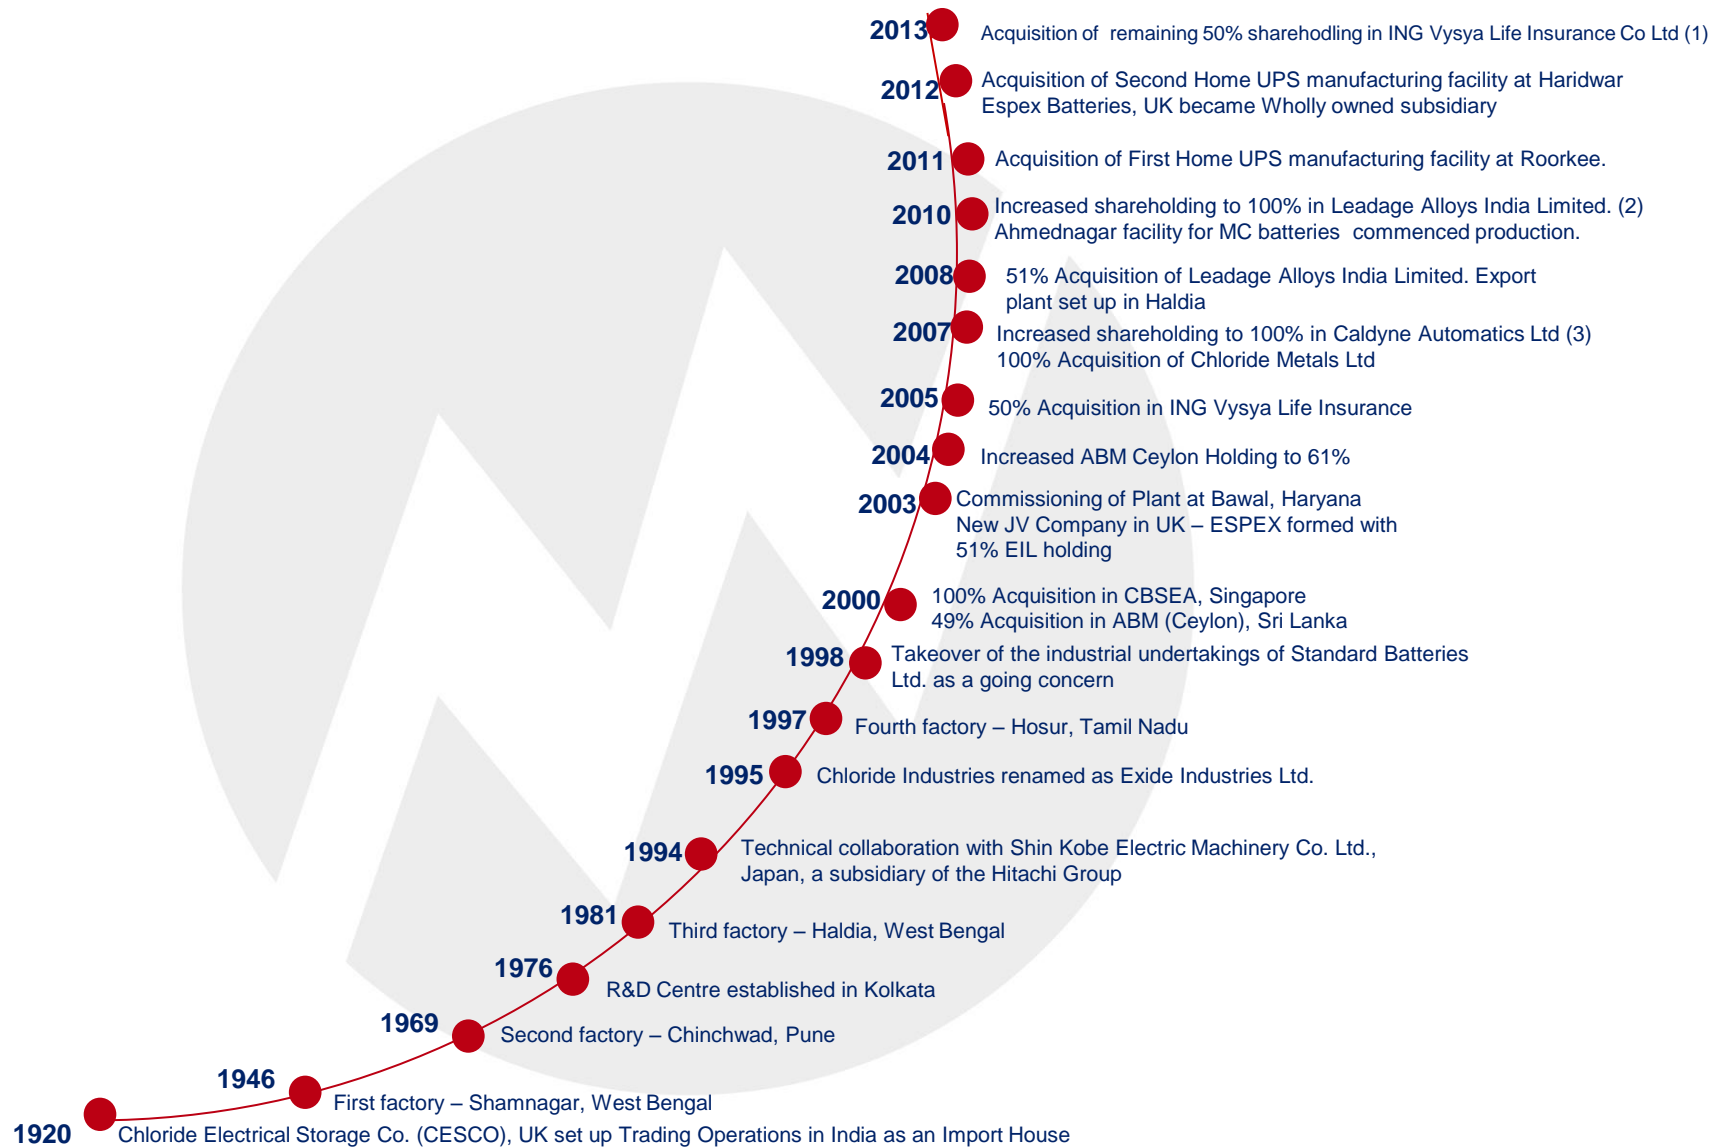 2013
Acquisition of remaining 50% sharehodling in ING Vysya Life Insurance Co Ltd (1)
2012
Acquisition of Second Home UPS manufacturing facility at Haridwar
Espex Batteries, UK became Wholly owned subsidiary
2011
Acquisition of First Home UPS manufacturing facility at Roorkee.
2010
Increased shareholding to 100% in Leadage Alloys India Limited. (2)
Ahmednagar facility for MC batteries commenced production.
2008
51% Acquisition of Leadage Alloys India Limited. Export
plant set up in Haldia
2007
Increased shareholding to 100% in Caldyne Automatics Ltd (3)
100% Acquisition of Chloride Metals Ltd
2005
50% Acquisition in ING Vysya Life Insurance
2004
Increased ABM Ceylon Holding to 61%
2003
Commissioning of Plant at Bawal, Haryana
New JV Company in UK – ESPEX formed with
51% EIL holding
2000
100% Acquisition in CBSEA, Singapore
49% Acquisition in ABM (Ceylon), Sri Lanka
1998
Takeover of the industrial undertakings of Standard Batteries
Ltd. as a going concern
1997
Fourth factory – Hosur, Tamil Nadu
1995
Chloride Industries renamed as Exide Industries Ltd.
1994
Technical collaboration with Shin Kobe Electric Machinery Co. Ltd.,
Japan, a subsidiary of the Hitachi Group
1981
Third factory – Haldia, West Bengal
1976
R&D Centre established in Kolkata
1969
Second factory – Chinchwad, Pune
1946
First factory – Shamnagar, West Bengal
1920
Chloride Electrical Storage Co. (CESCO), UK set up Trading Operations in India as an Import House